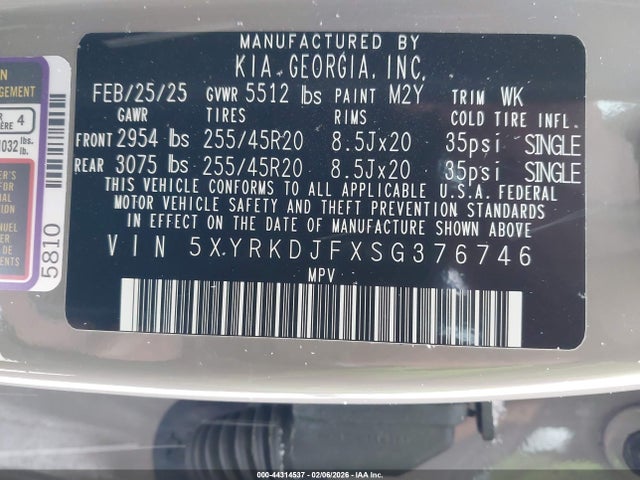 MANUFACTURED BY
KIA GEORGIA, INC.
FEB/25/25 GVWR 5512 lbs PAINT M2Y TRIM WK
GAWR TIRES RIMS COLD TIRE INFL.
FRONT 2954 lbs 255/45R20 8.5Jx20 35psi SINGLE
REAR 3075 lbs 255/45R20 8.5Jx20 35psi SINGLE
THIS VEHICLE CONFORMS TO ALL APPLICABLE U.S.A. FEDERAL
MOTOR VEHICLE SAFETY AND THEFT PREVENTION STANDARDS
IN EFFECT ON THE DATE OF MANUFACTURE SHOWN ABOVE.
VIN 5XYRKDJFXSG376746
MPV
4
lbs.
5810
000-44314537 - 02/06/2026 - IAA Inc.